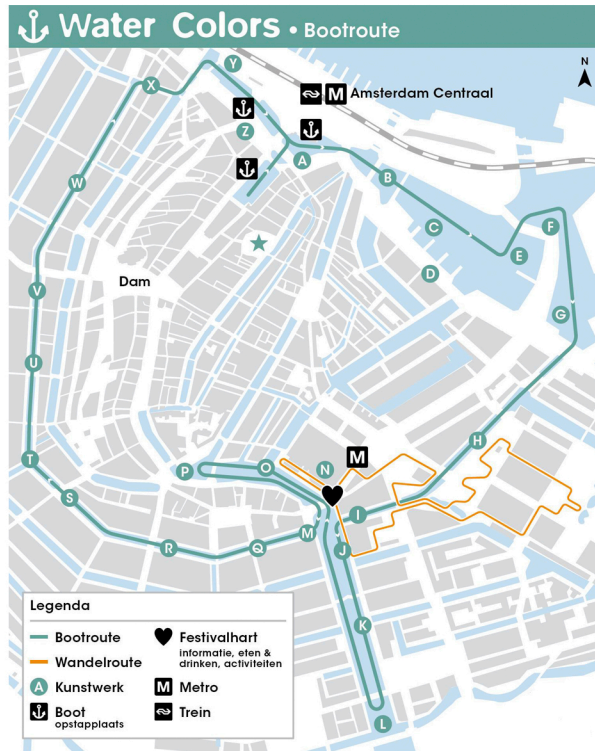 Water Colors • Bootroute
N
Y
X
M Amsterdam Centraal
Z
A
B
W
C
F
E
D
Dam
V
G
U
H
T
P
O
N
M
S
I
M
J
R
Q
K
L
Legenda
Bootroute
Wandelroute
A Kunstwerk
Boot
opstapplaats
Festivalhart
informatie, eten &
drinken, activiteiten
M Metro
Trein